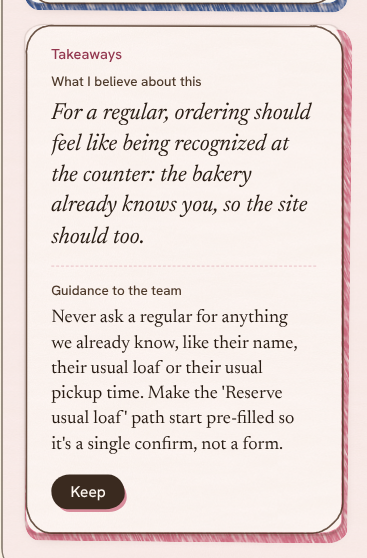 Takeaways
What I believe about this
For a regular, ordering should
feel like being recognized at
the counter: the bakery
already knows you, so the site
should too.
Guidance to the team
Never ask a regular for anything
we already know, like their name,
their usual loaf or their usual
pickup time. Make the 'Reserve
usual loaf' path start pre-filled so
it's a single confirm, not a form.
Keep